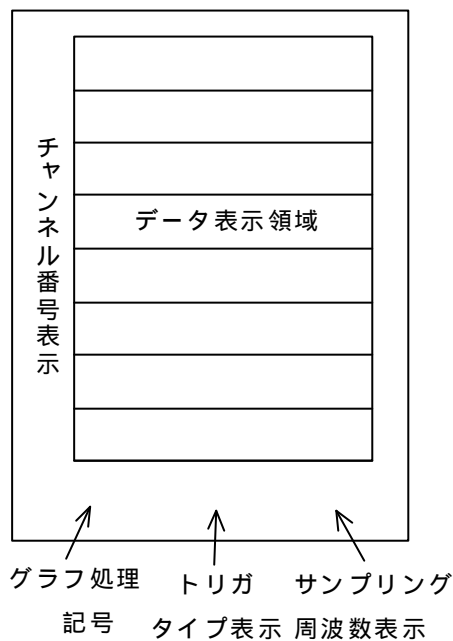 チャンネル番号表示
データ表示領域
グラフ処理
記号
トリガ
タイプ表示
サンプリング
周波数表示